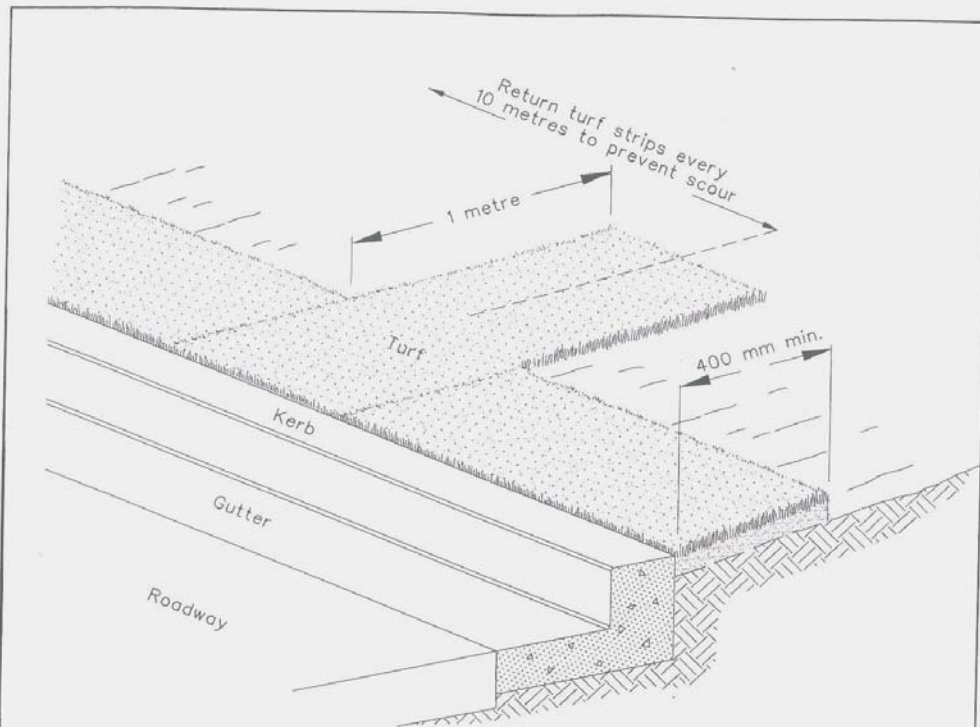 Return turf strips every
10 metres to prevent scour
1 metre
Turf
400 mm min.
Kerb
Gutter
Roadway